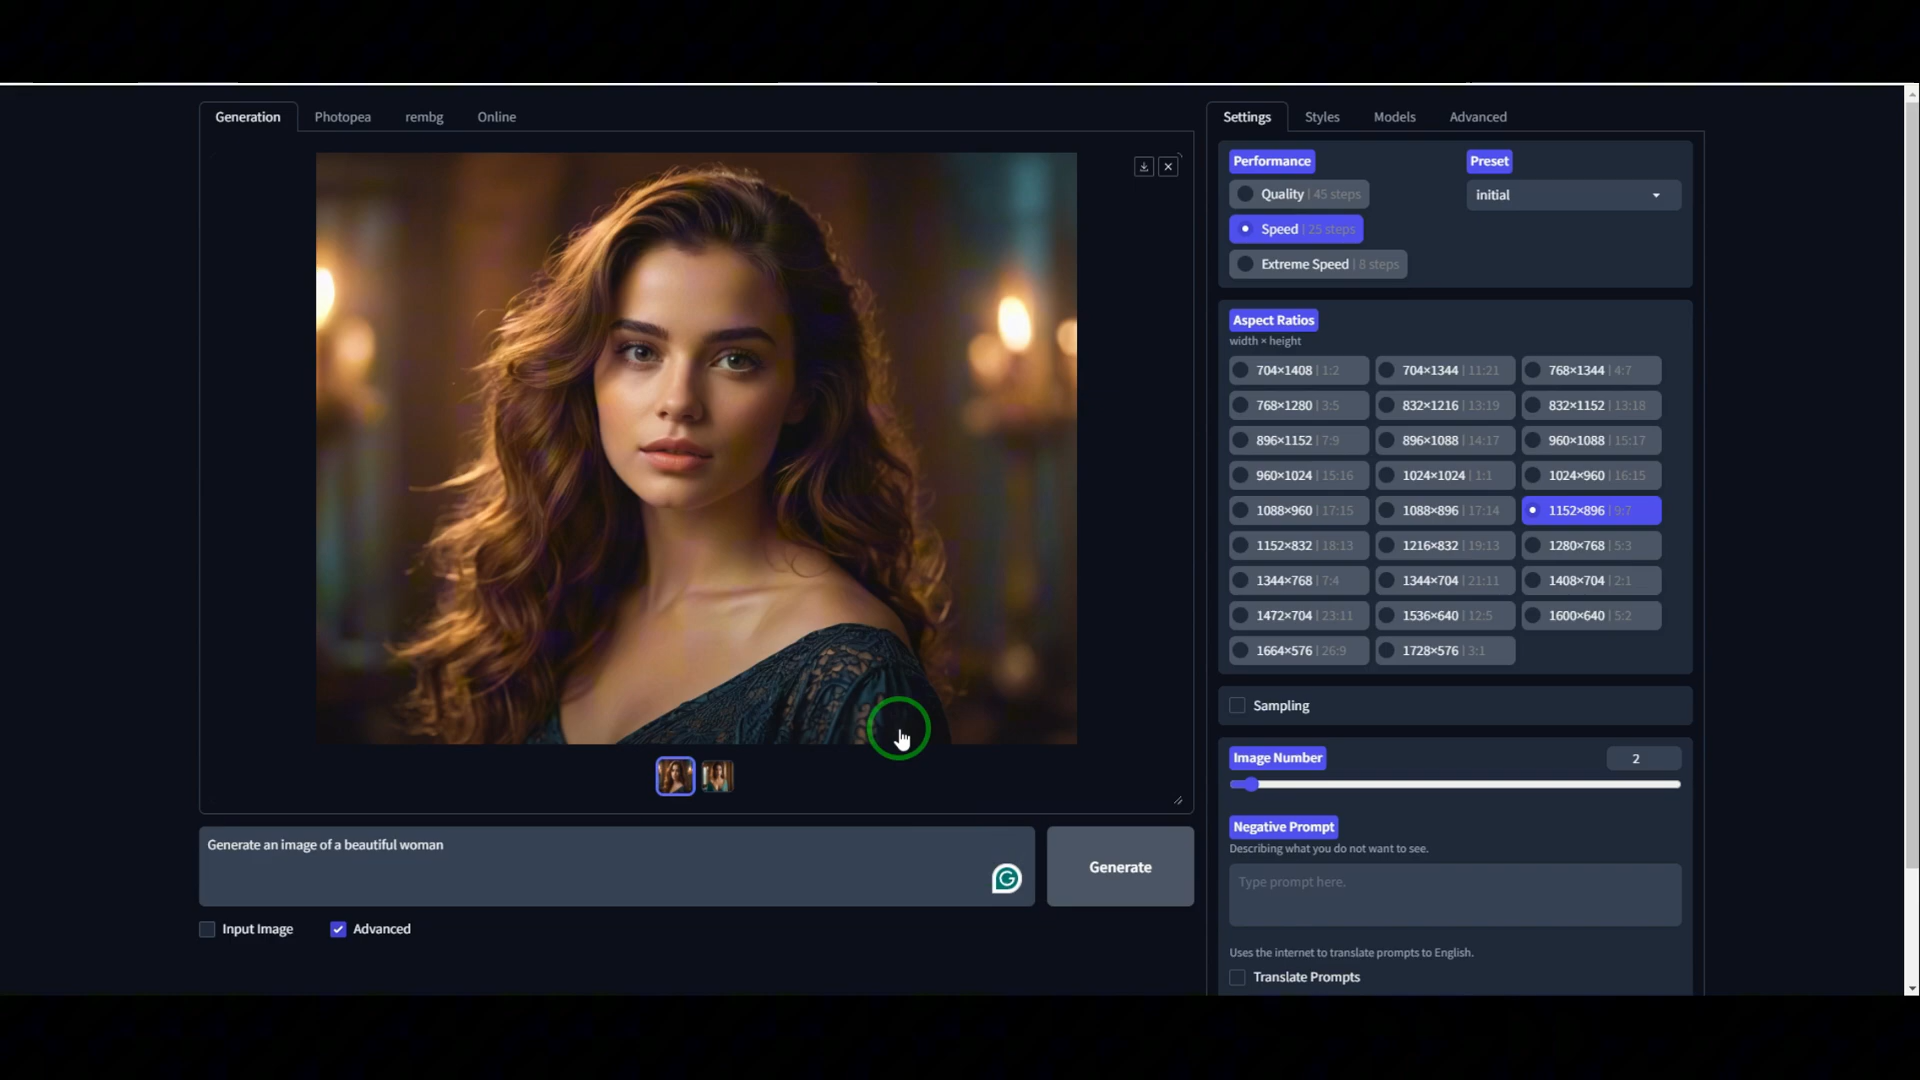 Generation Photopea rembg Online
Settings Styles Models Advanced
Performance
Quality | 45 steps
Speed | 25 steps
Extreme Speed | 8 steps
Preset
initial
Aspect Ratios
width × height
704×1408 | 1:2 704×1344 | 11:21 768×1344 | 4:7
768×1280 | 3:5 832×1216 | 13:19 832×1152 | 13:18
896×1152 | 7:9 896×1088 | 14:17 960×1088 | 15:17
960×1024 | 15:16 1024×1024 | 1:1 1024×960 | 16:15
1088×960 | 17:15 1088×896 | 17:14 1152×896 | 9:7
1152×832 | 18:13 1216×832 | 19:13 1280×768 | 5:3
1344×768 | 7:4 1344×704 | 21:11 1408×704 | 2:1
1472×704 | 23:11 1536×640 | 12:5 1600×640 | 5:2
1664×576 | 26:9 1728×576 | 3:1
Sampling
Image Number 2
Negative Prompt
Describing what you do not want to see.
Type prompt here.
Uses the internet to translate prompts to English.
Translate Prompts
Generate an image of a beautiful woman
G
Generate
Input Image Advanced